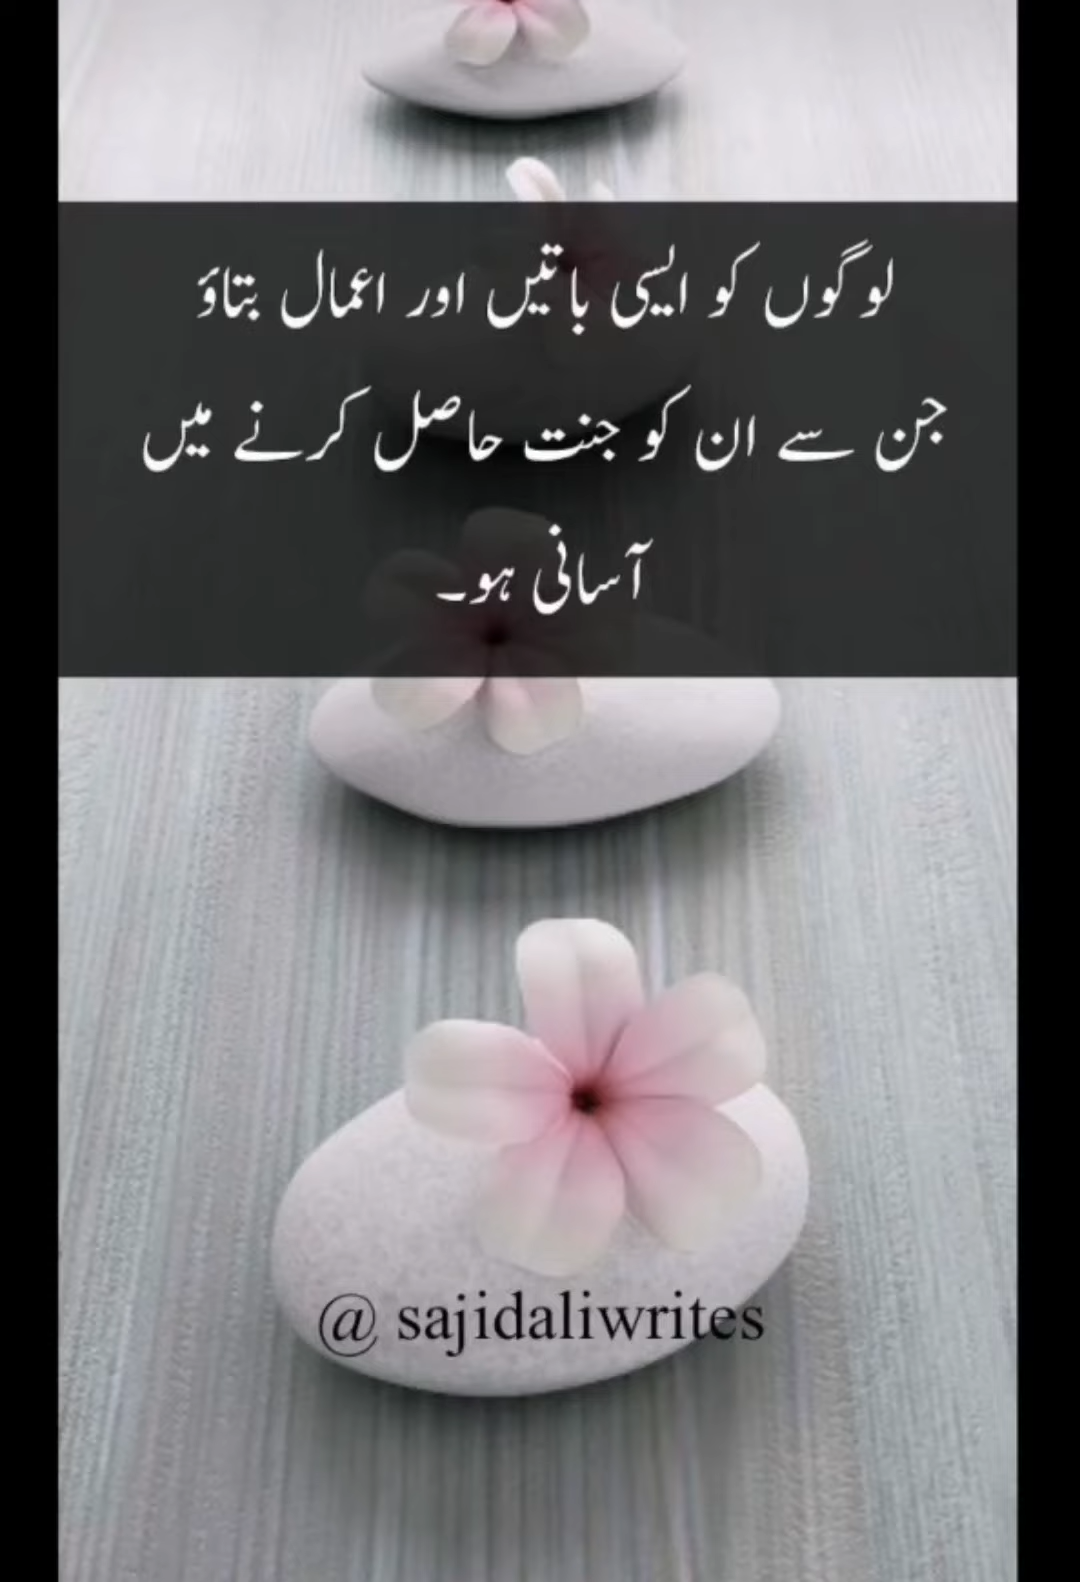 لوگوں کو ایسی باتیں اور اعمال بتاؤ
جن سے ان کو جنت حاصل کرنے میں
آسانی ہو۔
@ sajidaliwrites